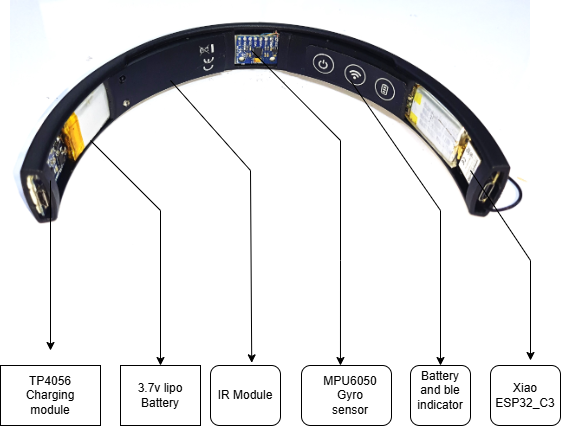 CE
TP4056
Charging
module
3.7v lipo
Battery
IR Module
MPU6050
Gyro
sensor
Battery
and ble
indicator
Xiao
ESP32_C3